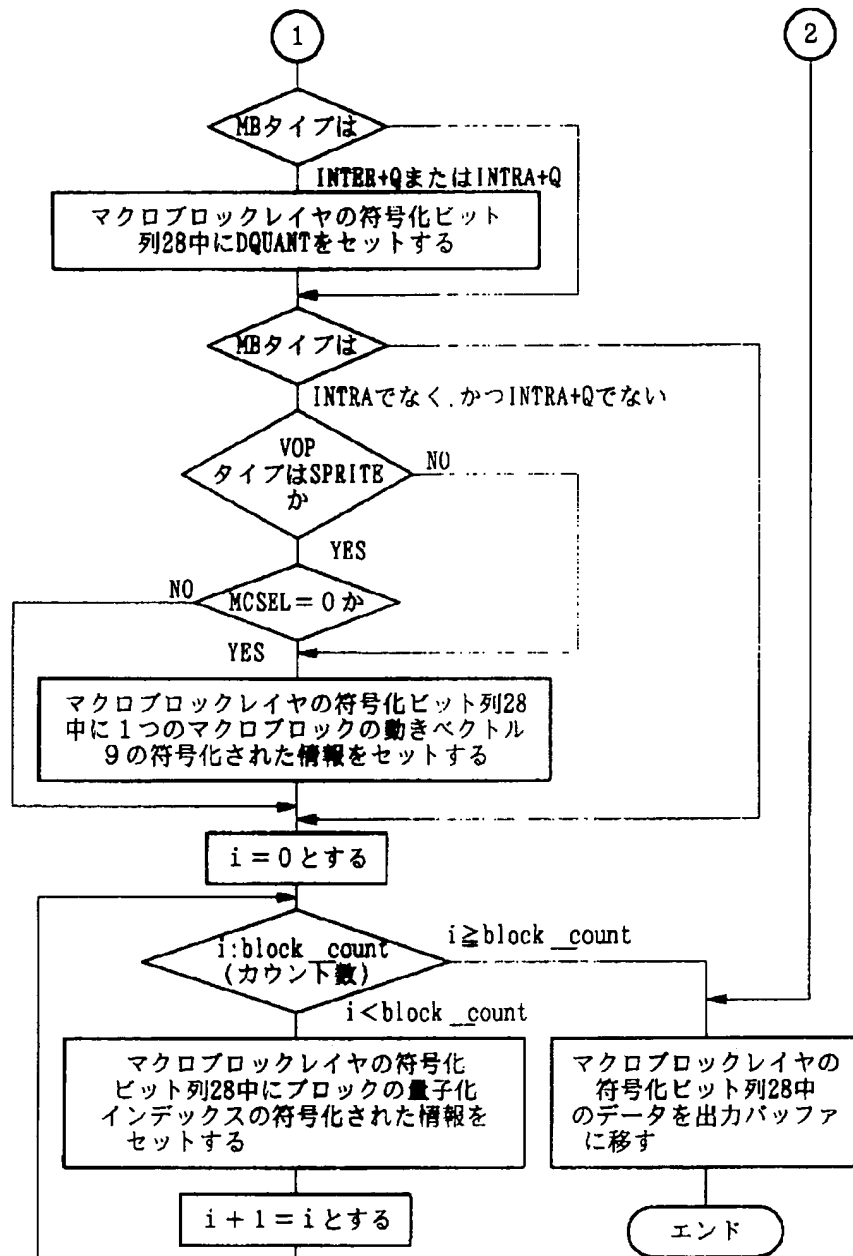 1
2
MBタイプは
INTER+QまたはINTRA+Q
マクロブロックレイヤの符号化ビット
列28中にDQUANTをセットする
MBタイプは
INTRAでなく,かつINTRA+Qでない
VOP
タイプはSPRITE
か
NO
YES
NO
MCSEL=0か
YES
マクロブロックレイヤの符号化ビット列28
中に1つのマクロブロックの動きベクトル
9の符号化された情報をセットする
i=0とする
i:block_count
(カウント数)
i≧block_count
i<block_count
マクロブロックレイヤの符号化
ビット列28中にブロックの量子化
インデックスの符号化された情報を
セットする
マクロブロックレイヤの
符号化ビット列28中
のデータを出力バッファ
に移す
i+1=iとする
エンド